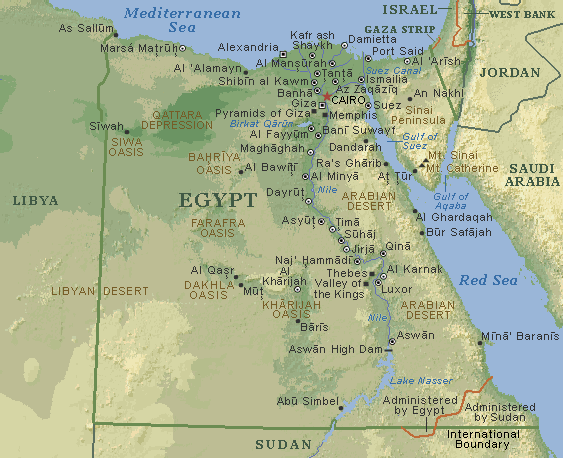 ISRAEL
Mediterranean
Sea
WEST BANK
GAZA STRIP
As Sallūm
Kafr ash
Shaykh
Damietta
Marsá Maţrūḩ
Alexandria
Port Said
Al Manşūrah
Al 'Arīsh
Al 'Alamayn
Ţanţā
Suez Canal
JORDAN
Shibīn al Kawm
Ismailia
Banhā
Az Zaqāzīq
An Nakhl
CAIRO
Giza
Suez
QATTARA
DEPRESSION
Pyramids of Giza
Memphis
Sinai
Peninsula
Birkat Qārūn
Sīwah
Al Fayyūm
Banī Suwayf
Gulf of
Suez
SIWA
OASIS
Dandarah
Maghāghah
Mt. Sinai
Mt. Catherine
BAḨRĪYA
OASIS
Ra's Ghārib
SAUDI
ARABIA
Al Bawīţī
Aţ Ţūr
Al Minyā
Nile
Gulf of
Aqaba
LIBYA
EGYPT
Dayrūţ
ARABIAN
DESERT
Al Ghardaqah
FARAFRA
OASIS
Asyūţ
Ţimā
Būr Safājah
Sūhāj
Jirjā
Qinā
Naj' Ḩammādī
Red Sea
Al Qaşr
Al
Khārijah
Thebes
Al Karnak
LIBYAN DESERT
DAKHLA
OASIS
Mūţ
Valley of
the Kings
Luxor
KHĀRIJAH
OASIS
ARABIAN
DESERT
Bārīs
Nile
Aswān
Mīnā' Baranīs
Aswān High Dam
Lake Nasser
Abū Simbel
Administered
by Egypt
Administered
by Sudan
International
Boundary
SUDAN